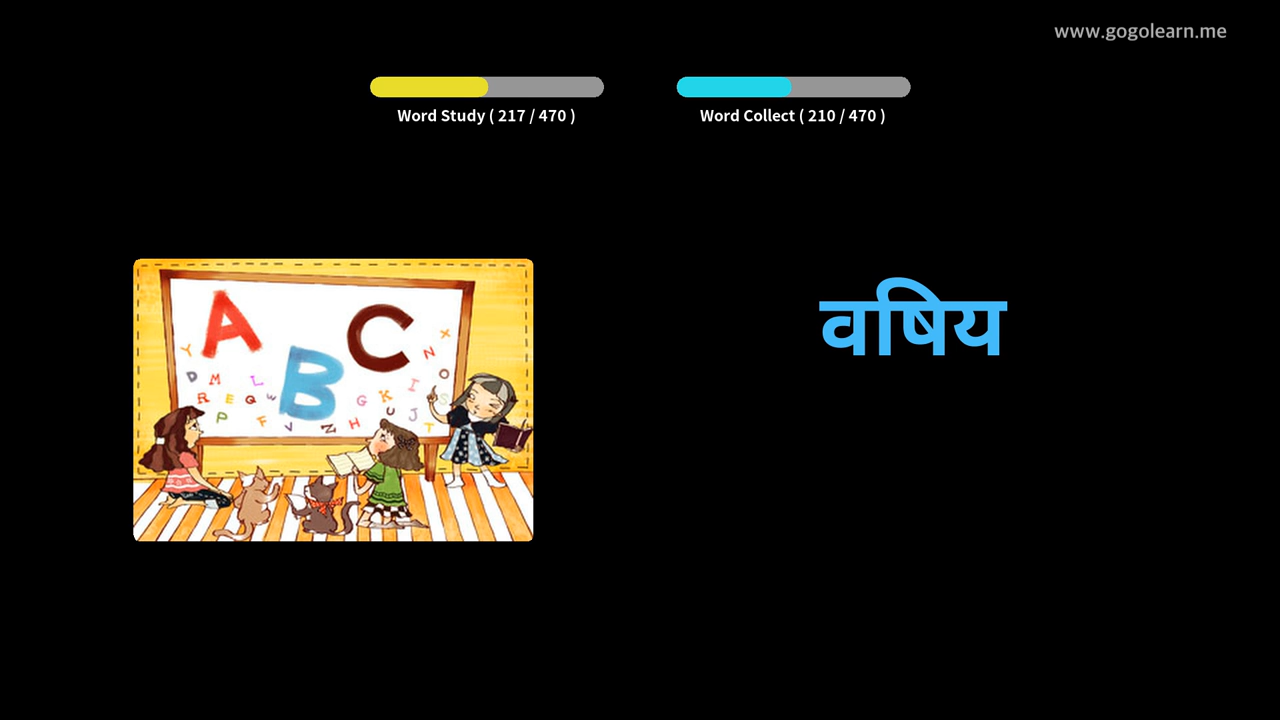 www.gogolearn.me
Word Study ( 217 / 470 )
Word Collect ( 210 / 470 )
वषिय
A B C
Y D M L X N O
R E Q W G K I S
P F V Z H U J T